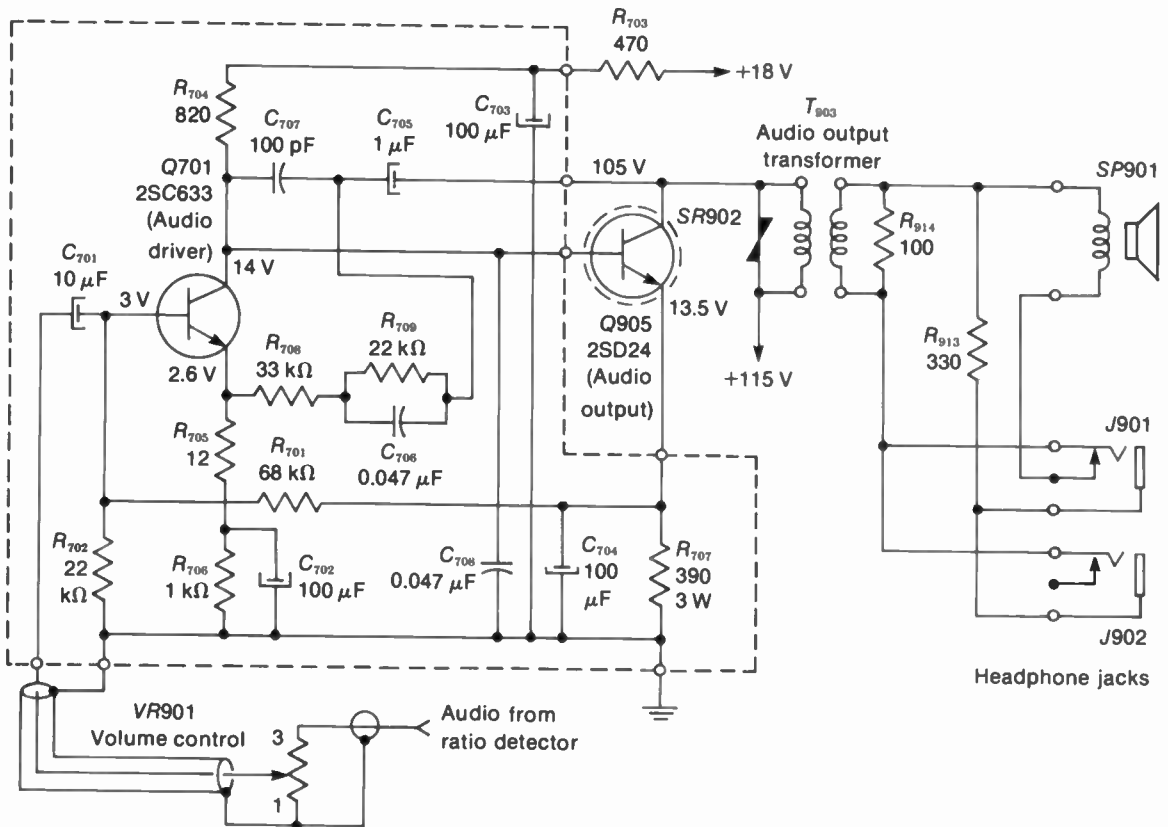 R703
470
+18 V
R704
820
C707
100 pF
C705
1 µF
C703
100 µF
T903
Audio output
transformer
Q701
2SC633
(Audio
driver)
105 V
SR902
SP901
R914
100
C701
10 µF
14 V
3 V
2.6 V
13.5 V
Q905
2SD24
(Audio
output)
+115 V
R913
330
R708
33 kΩ
R709
22 kΩ
C706
0.047 µF
R705
12
R701
68 kΩ
J901
R702
22
kΩ
R706
1 kΩ
C702
100 µF
C708
0.047 µF
C704
100
µF
R707
390
3 W
J902
Headphone jacks
VR901
Volume control
3
1
Audio from
ratio detector